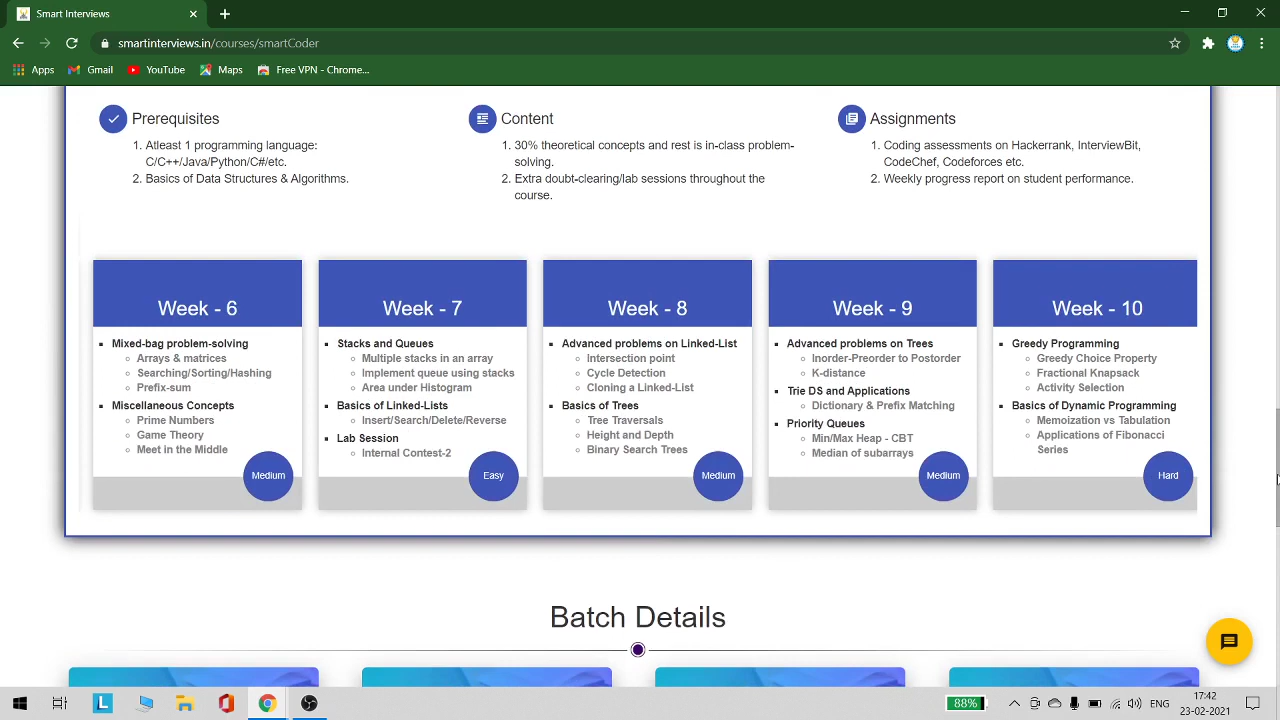 Smart Interviews
smartinterviews.in/courses/smartCoder
Apps
Gmail
YouTube
Maps
Free VPN - Chrome...
Prerequisites
1. Atleast 1 programming language:
C/C++/Java/Python/C#/etc.
2. Basics of Data Structures & Algorithms.
Content
1. 30% theoretical concepts and rest is in-class problem-
solving.
2. Extra doubt-clearing/lab sessions throughout the
course.
Assignments
1. Coding assessments on Hackerrank, InterviewBit,
CodeChef, Codeforces etc.
2. Weekly progress report on student performance.
Week - 6
Mixed-bag problem-solving
Arrays & matrices
Searching/Sorting/Hashing
Prefix-sum
Miscellaneous Concepts
Prime Numbers
Game Theory
Meet in the Middle
Medium
Week - 7
Stacks and Queues
Multiple stacks in an array
Implement queue using stacks
Area under Histogram
Basics of Linked-Lists
Insert/Search/Delete/Reverse
Lab Session
Internal Contest-2
Easy
Week - 8
Advanced problems on Linked-List
Intersection point
Cycle Detection
Cloning a Linked-List
Basics of Trees
Tree Traversals
Height and Depth
Binary Search Trees
Medium
Week - 9
Advanced problems on Trees
Inorder-Preorder to Postorder
K-distance
Trie DS and Applications
Dictionary & Prefix Matching
Priority Queues
Min/Max Heap - CBT
Median of subarrays
Medium
Week - 10
Greedy Programming
Greedy Choice Property
Fractional Knapsack
Activity Selection
Basics of Dynamic Programming
Memoization vs Tabulation
Applications of Fibonacci
Series
Hard
Batch Details
L
88%
ENG
17:42
23-02-2021